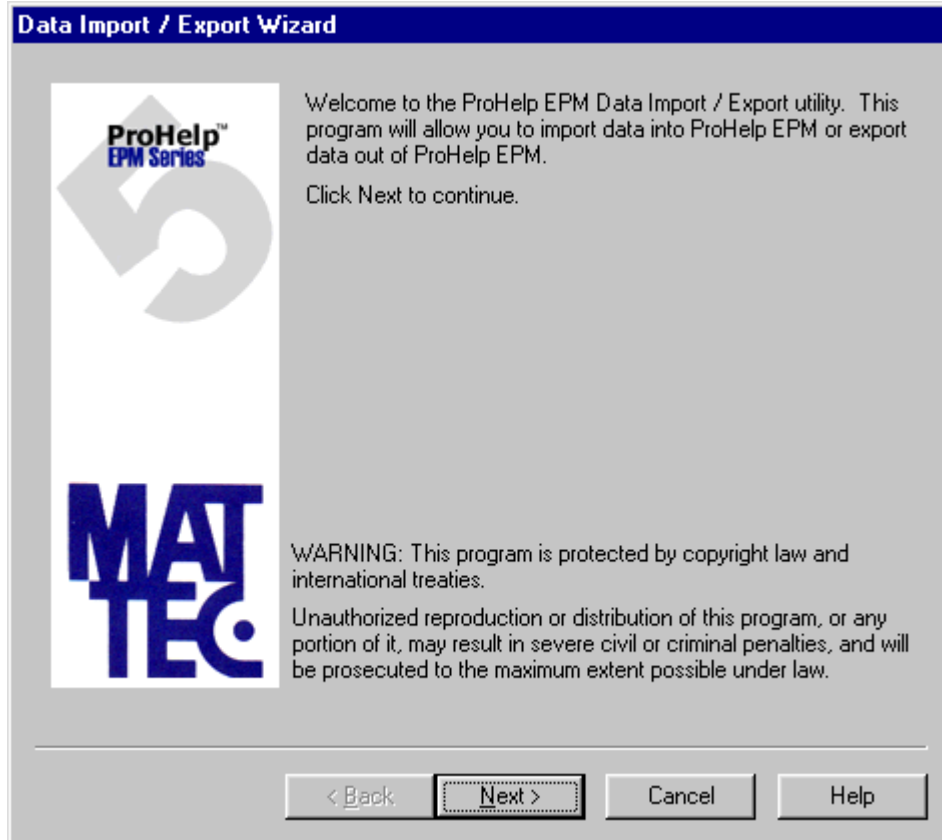 Data Import / Export Wizard
ProHelp™
EPM Series
5
Welcome to the ProHelp EPM Data Import / Export utility. This
program will allow you to import data into ProHelp EPM or export
data out of ProHelp EPM.
Click Next to continue.
MAT
TEC
WARNING: This program is protected by copyright law and
international treaties.
Unauthorized reproduction or distribution of this program, or any
portion of it, may result in severe civil or criminal penalties, and will
be prosecuted to the maximum extent possible under law.
< Back
Next >
Cancel
Help